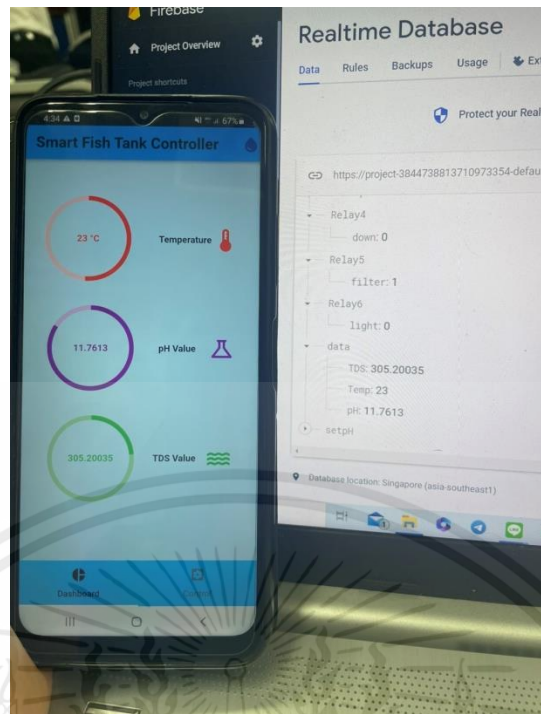 Firebase
Project Overview
Project shortcuts
Realtime Database
Data Rules Backups Usage
Protect your Real
https://project-3844738813710973354-defau
Relay4
down: 0
Relay5
filter: 1
Relay6
light: 0
data
TDS: 305.20035
Temp: 23
pH: 11.7613
setpH
Database location: Singapore (asia-southeast1)
4:34
67%
Smart Fish Tank Controller
23 °C
Temperature
11.7613
pH Value
305.20035
TDS Value
Dashboard
Control